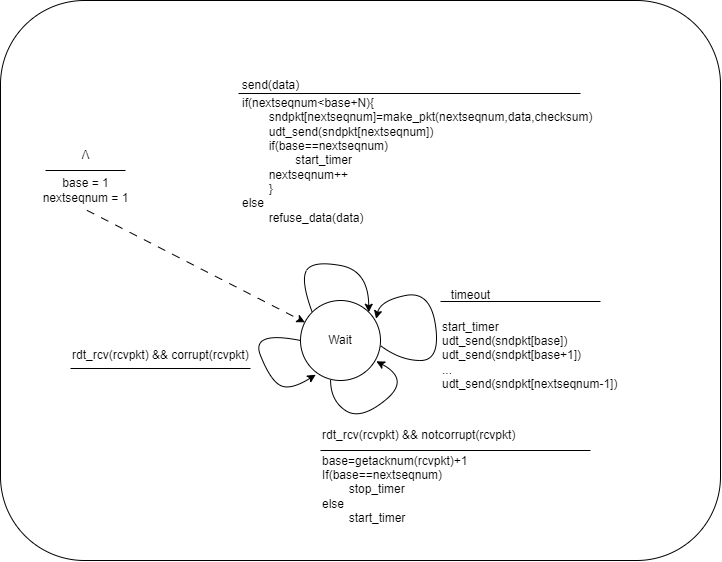 send(data)
if(nextseqnum<base+N){
sndpkt[nextseqnum]=make_pkt(nextseqnum,data,checksum)
udt_send(sndpkt[nextseqnum])
if(base==nextseqnum)
start_timer
nextseqnum++
}
else
refuse_data(data)
/\
base = 1
nextseqnum = 1
timeout
start_timer
udt_send(sndpkt[base])
udt_send(sndpkt[base+1])
...
udt_send(sndpkt[nextseqnum-1])
Wait
rdt_rcv(rcvpkt) && corrupt(rcvpkt)
rdt_rcv(rcvpkt) && notcorrupt(rcvpkt)
base=getacknum(rcvpkt)+1
If(base==nextseqnum)
stop_timer
else
start_timer